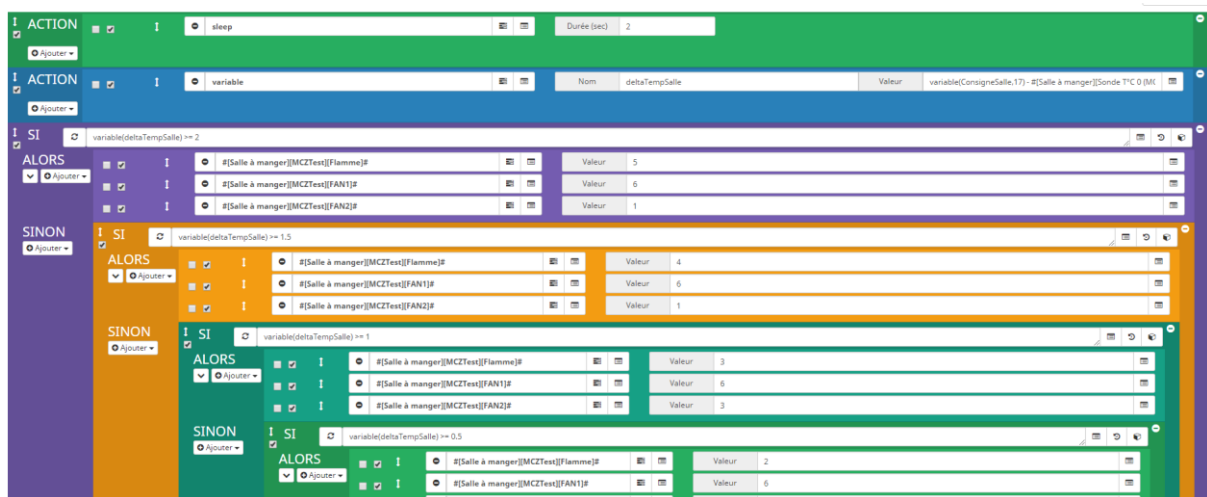 ACTION sleep Durée (sec) 2
Ajouter
ACTION variable Nom deltaTempSalle Valeur variable(ConsigneSalle,17) - #[Salle à manger][Sonde T°C 0 (MC
Ajouter
SI variable(deltaTempSalle) >= 2
ALORS #[Salle à manger][MCZTest][Flamme]# Valeur 5
Ajouter #[Salle à manger][MCZTest][FAN1]# Valeur 6
#[Salle à manger][MCZTest][FAN2]# Valeur 1
SINON SI variable(deltaTempSalle) >= 1.5
Ajouter
ALORS #[Salle à manger][MCZTest][Flamme]# Valeur 4
Ajouter #[Salle à manger][MCZTest][FAN1]# Valeur 6
#[Salle à manger][MCZTest][FAN2]# Valeur 1
SINON SI variable(deltaTempSalle) >= 1
Ajouter
ALORS #[Salle à manger][MCZTest][Flamme]# Valeur 3
Ajouter #[Salle à manger][MCZTest][FAN1]# Valeur 6
#[Salle à manger][MCZTest][FAN2]# Valeur 3
SINON SI variable(deltaTempSalle) >= 0.5
Ajouter
ALORS #[Salle à manger][MCZTest][Flamme]# Valeur 2
Ajouter #[Salle à manger][MCZTest][FAN1]# Valeur 6